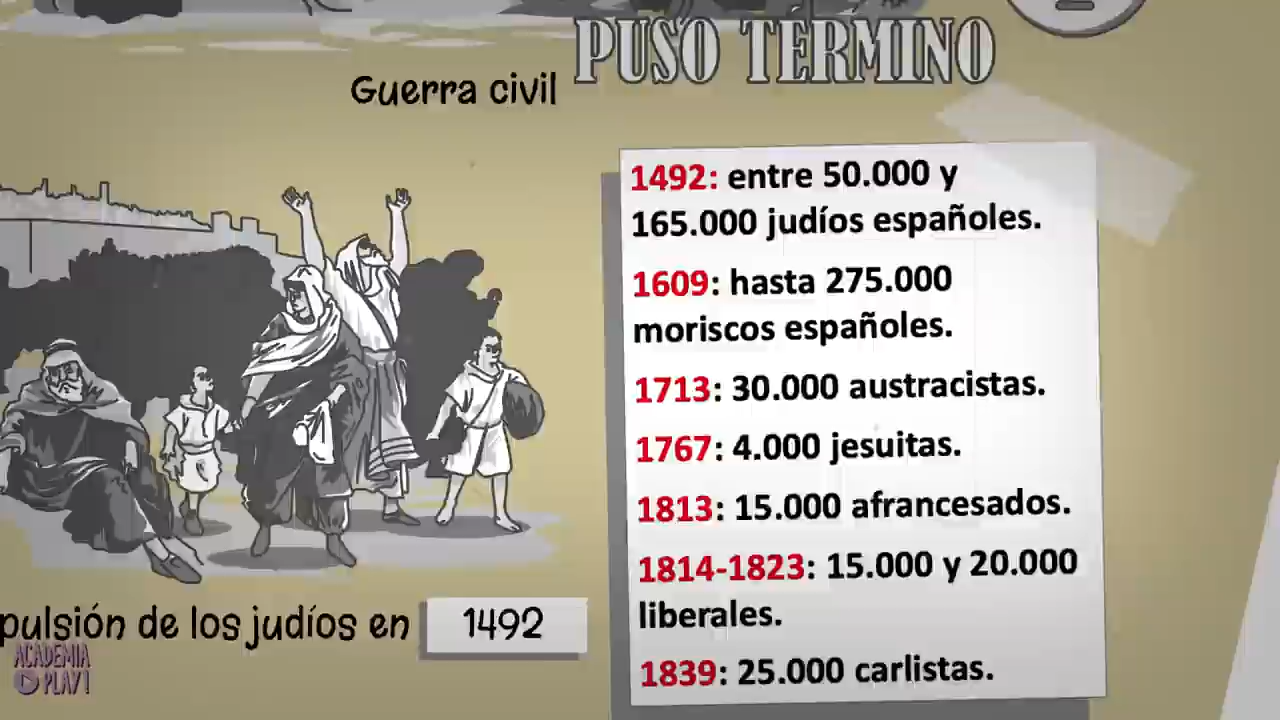 PUSO TÉRMINO
Guerra civil
1492: entre 50.000 y
165.000 judíos españoles.
1609: hasta 275.000
moriscos españoles.
1713: 30.000 austracistas.
1767: 4.000 jesuitas.
1813: 15.000 afrancesados.
1814-1823: 15.000 y 20.000
liberales.
1839: 25.000 carlistas.
pulsión de los judíos en 1492
ACADEMIA
PLAY!